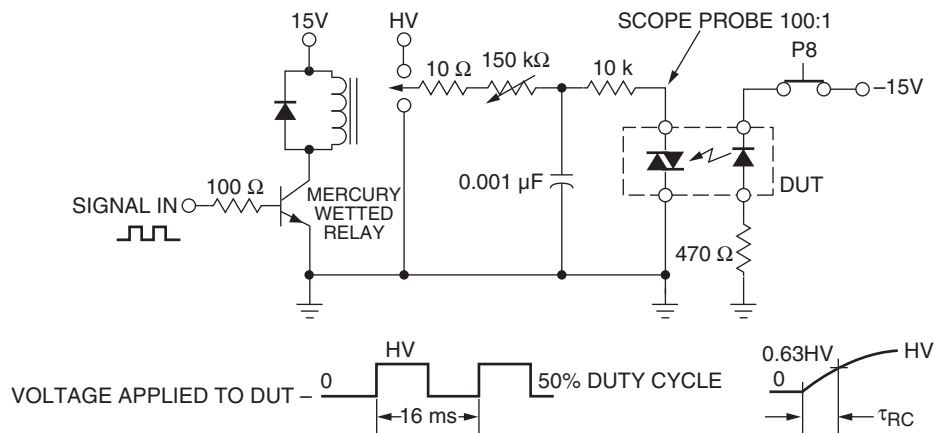 SCOPE PROBE 100:1
15V
HV
P8
10 Ω
150 kΩ
10 k
–15V
100 Ω
0.001 µF
DUT
SIGNAL IN
MERCURY
WETTED
RELAY
470 Ω
HV
0.63HV
HV
VOLTAGE APPLIED TO DUT –
0
50% DUTY CYCLE
0
16 ms
τRC